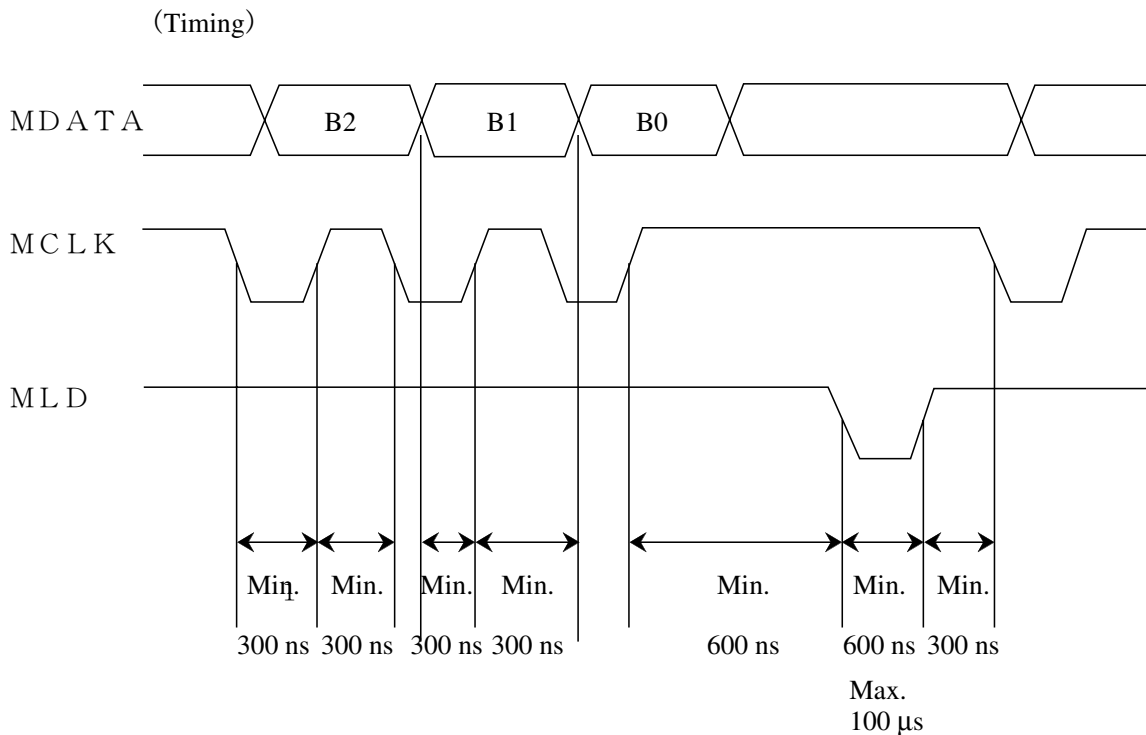 (Timing)
ＭＤＡＴＡ
B2 B1 B0
ＭＣＬＫ
ＭＬＤ
Min. Min. Min. Min. Min. Min. Min.
1
300 ns 300 ns 300 ns 300 ns 600 ns 600 ns 300 ns
Max.
100 μs